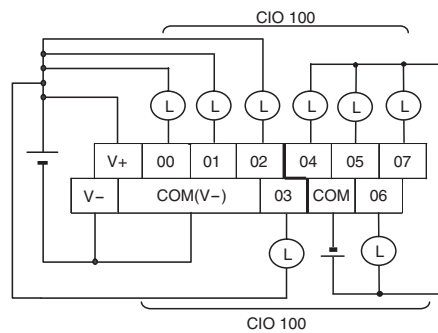 CIO 100
L L L L L L
V+ 00 01 02 04 05 07
V− COM(V−) 03 COM 06
L L
CIO 100